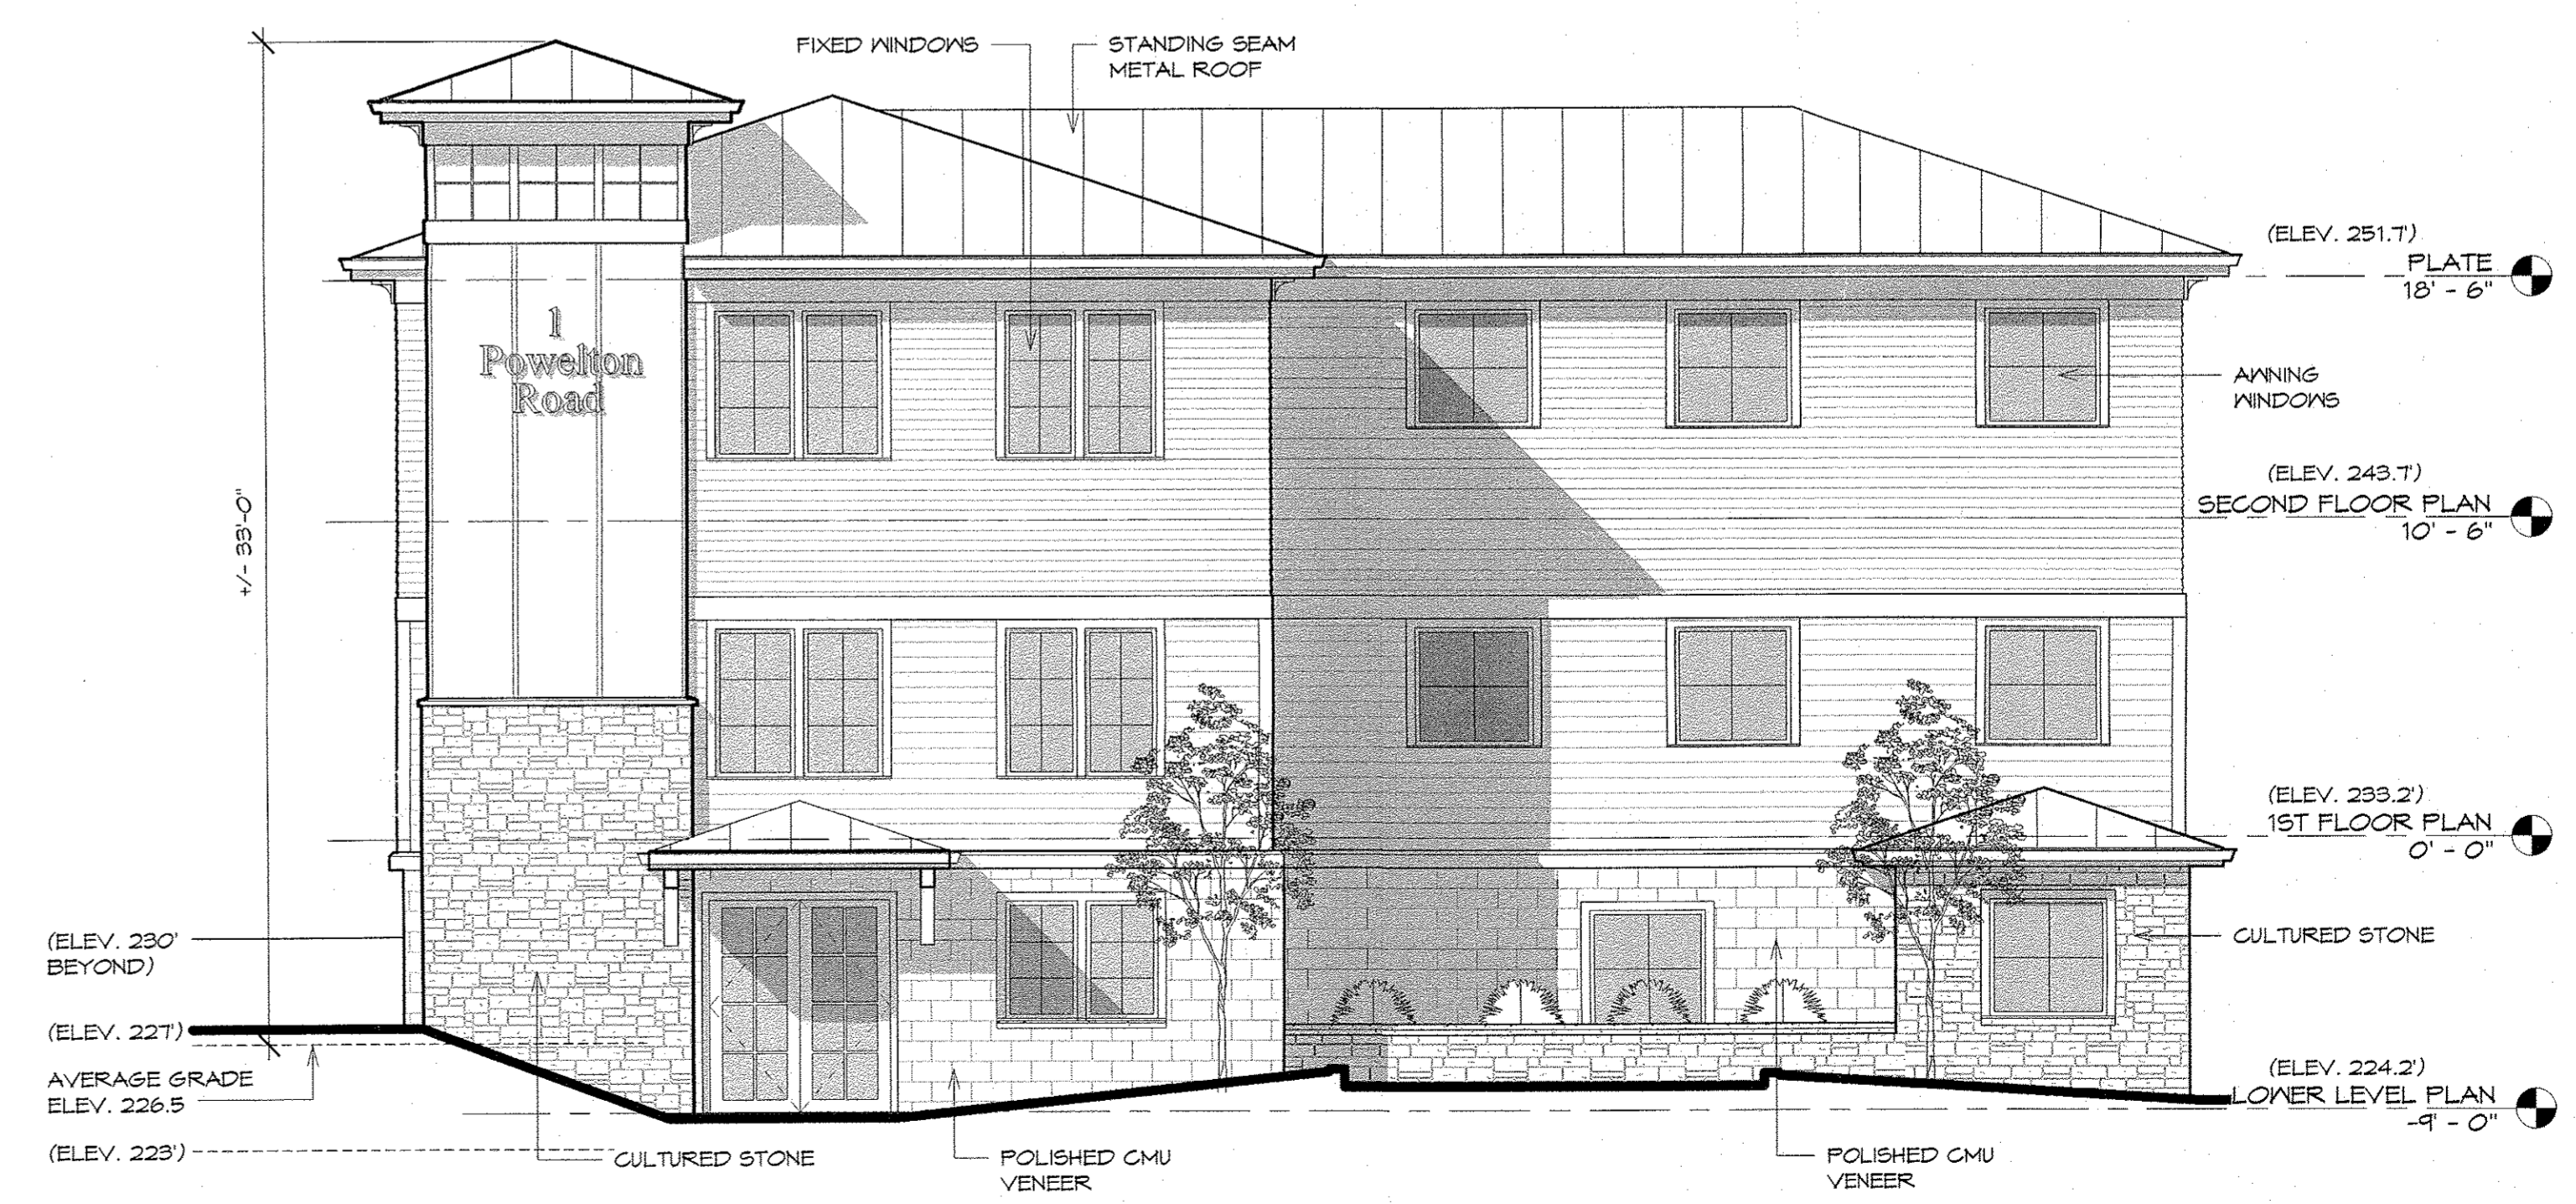 FIXED WINDOWS
STANDING SEAM
METAL ROOF
1
Powelton
Road
+/- 33'-0"
(ELEV. 251.7')
PLATE
18' - 6"
AWNING
WINDOWS
(ELEV. 243.7')
SECOND FLOOR PLAN
10' - 6"
(ELEV. 233.2')
1ST FLOOR PLAN
0' - 0"
(ELEV. 230'
BEYOND)
CULTURED STONE
(ELEV. 227')
AVERAGE GRADE
ELEV. 226.5
(ELEV. 224.2')
LOWER LEVEL PLAN
-9' - 0"
(ELEV. 223')
CULTURED STONE
POLISHED CMU
VENEER
POLISHED CMU
VENEER